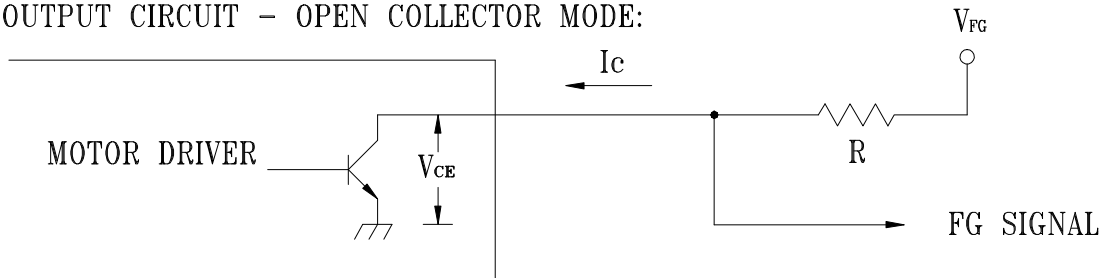 OUTPUT CIRCUIT - OPEN COLLECTOR MODE:
VFG
Ic
MOTOR DRIVER
VCE
R
FG SIGNAL